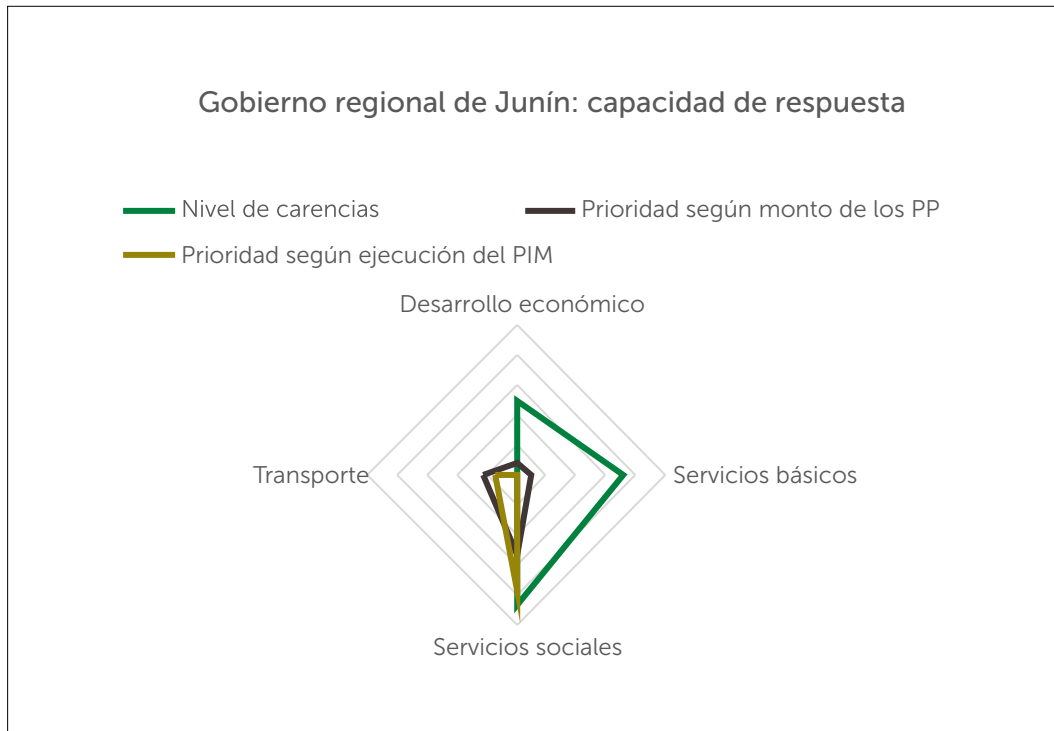 Gobierno regional de Junín: capacidad de respuesta
Nivel de carencias
Prioridad según monto de los PP
Prioridad según ejecución del PIM
Desarrollo económico
Transporte
Servicios básicos
Servicios sociales